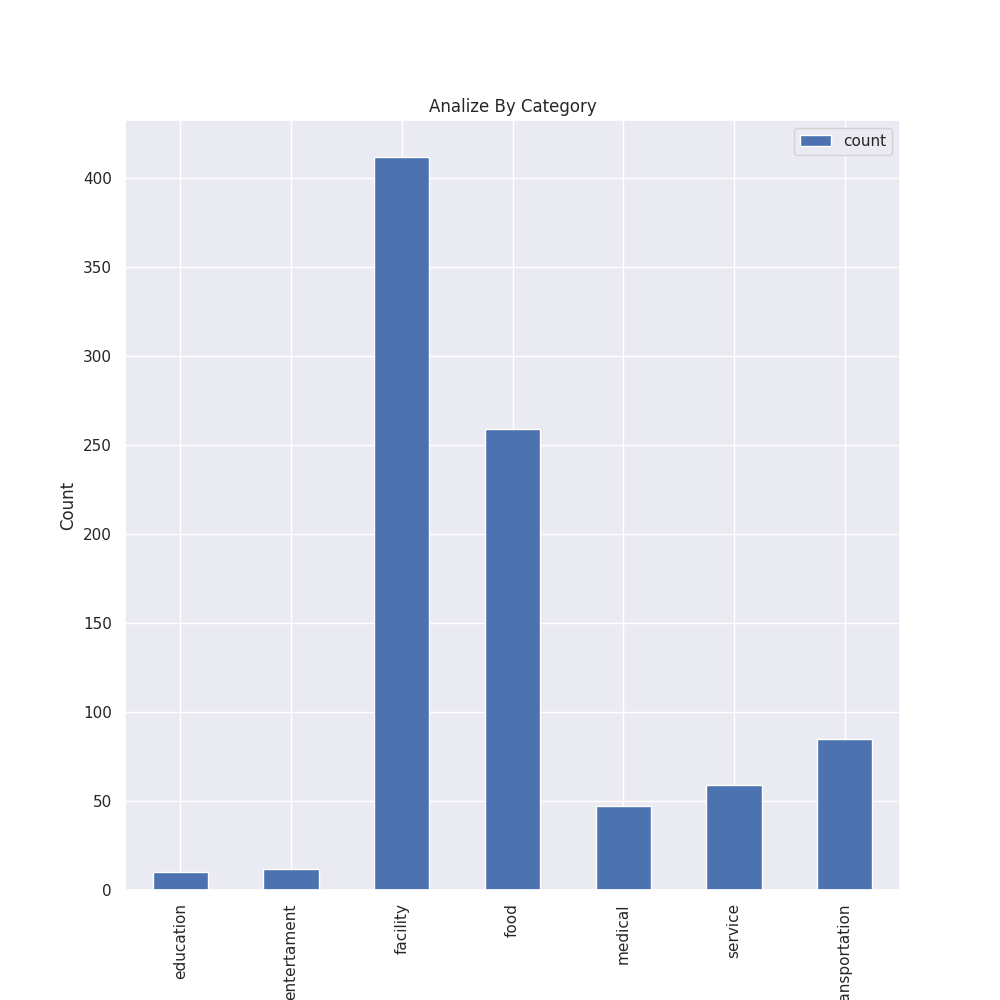 Analize By Category
count
400
350
300
250
200
150
100
50
0
Count
education
entertament
facility
food
medical
service
ansportation